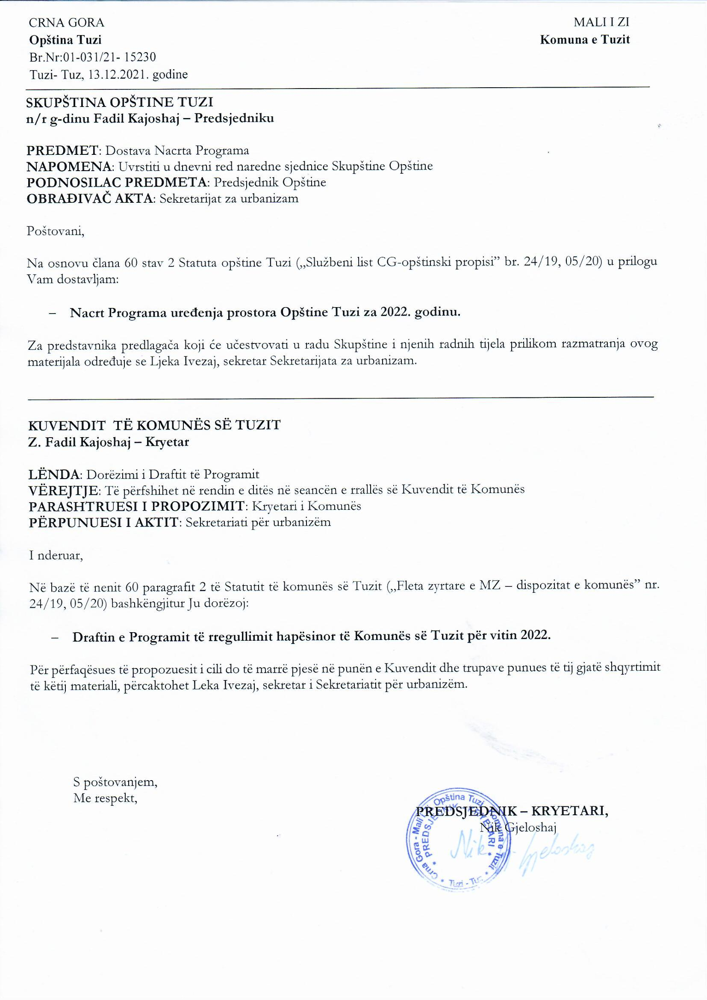 CRNA GORA
Opština Tuzi
Br.Nr:01-031/21- 15230
Tuzi- Tuz, 13.12.2021. godine
MALI I ZI
Komuna e Tuzit
SKUPŠTINA OPŠTINE TUZI
n/r g-dinu Fadil Kajoshaj – Predsjedniku
PREDMET: Dostava Nacrta Programa
NAPOMENA: Uvrstiti u dnevni red naredne sjednice Skupštine Opštine
PODNOSILAC PREDMETA: Predsjednik Opštine
OBRAĐIVAČ AKTA: Sekretarijat za urbanizam
Poštovani,
Na osnovu člana 60 stav 2 Statuta opštine Tuzi (,,Službeni list CG-opštinski propisi” br. 24/19, 05/20) u prilogu
Vam dostavljam:
– Nacrt Programa uređenja prostora Opštine Tuzi za 2022. godinu.
Za predstavnika predlagača koji će učestvovati u radu Skupštine i njenih radnih tijela prilikom razmatranja ovog
materijala određuje se Ljeka Ivezaj, sekretar Sekretarijata za urbanizam.
KUVENDIT TË KOMUNËS SË TUZIT
Z. Fadil Kajoshaj – Kryetar
LËNDA: Dorëzimi i Draftit të Programit
VËREJTJE: Të përfshihet në rendin e ditës në seancën e rrallës së Kuvendit të Komunës
PARASHTRUESI I PROPOZIMIT: Kryetari i Komunës
PËRPUNUESI I AKTIT: Sekretariati për urbanizëm
I nderuar,
Në bazë të nenit 60 paragrafit 2 të Statutit të komunës së Tuzit (,,Fleta zyrtare e MZ – dispozitat e komunës” nr.
24/19, 05/20) bashkëngjitur Ju dorëzoj:
– Draftin e Programit të rregullimit hapësinor të Komunës së Tuzit për vitin 2022.
Për përfaqësues të propozuesit i cili do të marrë pjesë në punën e Kuvendit dhe trupave punues të tij gjatë shqyrtimit
të këtij materiali, përcaktohet Leka Ivezaj, sekretar i Sekretariatit për urbanizëm.
S poštovanjem,
Me respekt,
PREDSJEDNIK – KRYETARI,
Nik Gjeloshaj
Nik Gjeloshaj
Crna Gora - Mali i Zi Opština Tuzi Komuna e Tuzit
PREDSJEDNIK - KRYETARI
Tuzi - Tuz